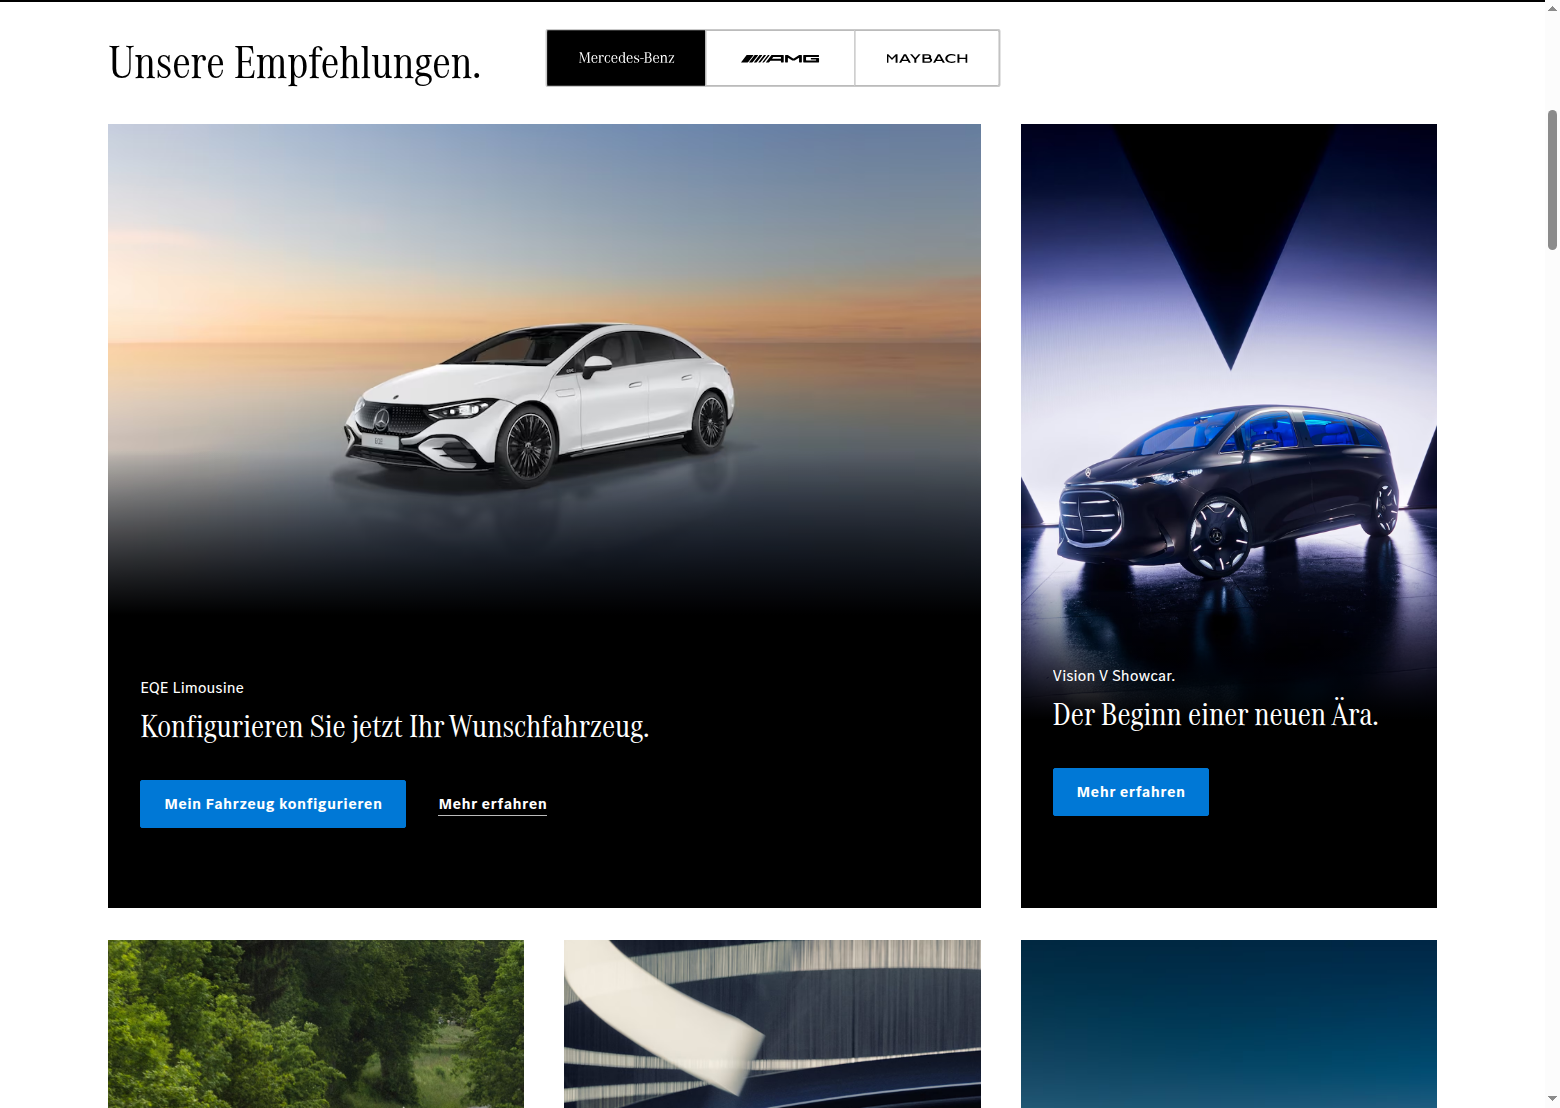 Unsere Empfehlungen.
Mercedes-Benz
AMG
MAYBACH
EQE
EQE Limousine
Konfigurieren Sie jetzt Ihr Wunschfahrzeug.
Mein Fahrzeug konfigurieren
Mehr erfahren
Vision V Showcar.
Der Beginn einer neuen Ära.
Mehr erfahren